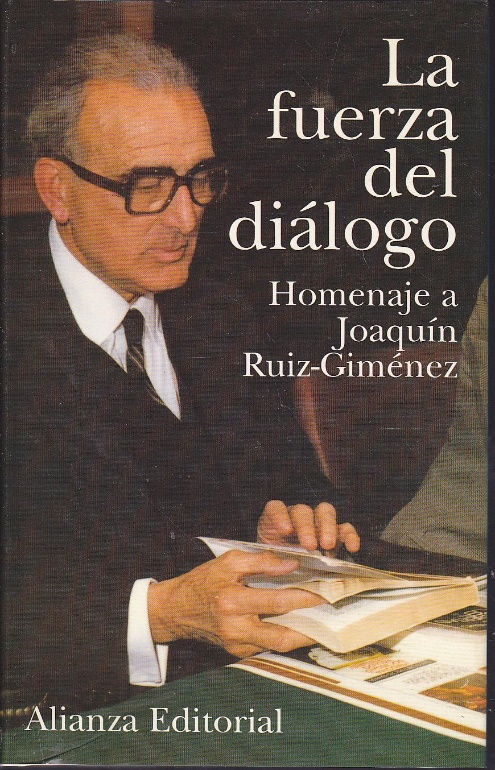 La
fuerza
del
diálogo
Homenaje a
Joaquín
Ruiz-Giménez
Alianza Editorial